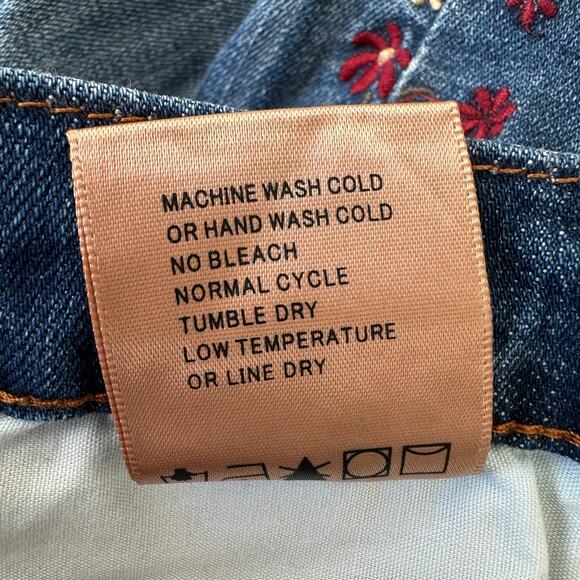 MACHINE WASH COLD
OR HAND WASH COLD
NO BLEACH
NORMAL CYCLE
TUMBLE DRY
LOW TEMPERATURE
OR LINE DRY